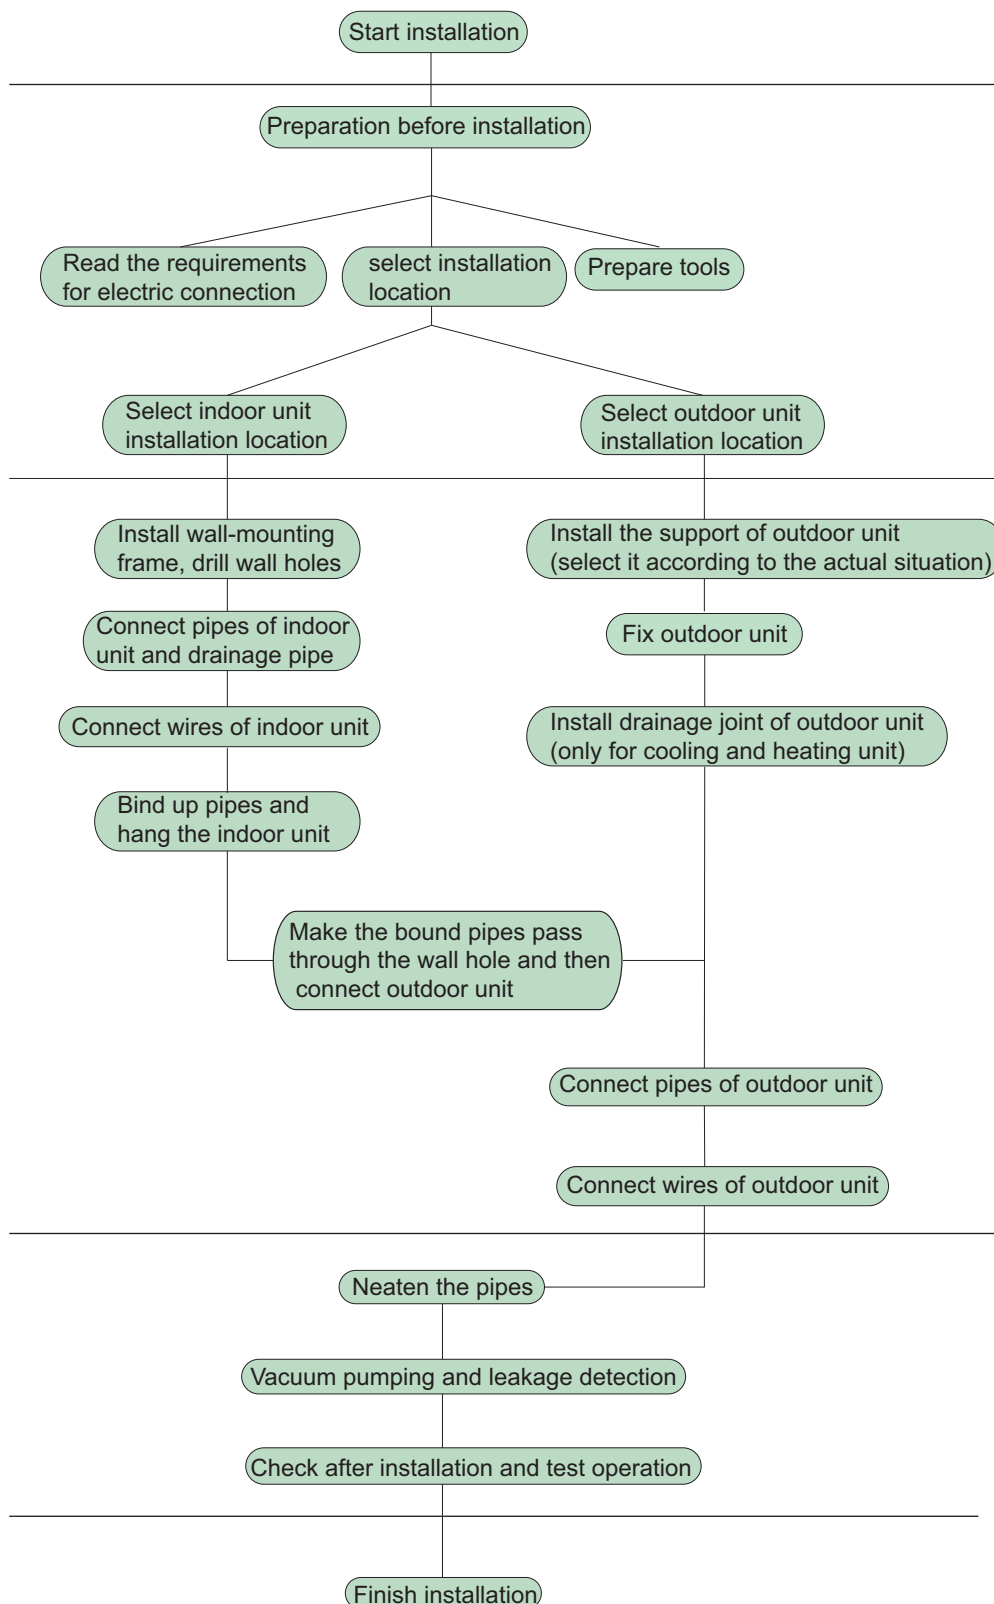 Start installation
Preparation before installation
Read the requirements
for electric connection
select installation
location
Prepare tools
Select indoor unit
installation location
Select outdoor unit
installation location
Install wall-mounting
frame, drill wall holes
Install the support of outdoor unit
(select it according to the actual situation)
Connect pipes of indoor
unit and drainage pipe
Fix outdoor unit
Connect wires of indoor unit
Install drainage joint of outdoor unit
(only for cooling and heating unit)
Bind up pipes and
hang the indoor unit
Make the bound pipes pass
through the wall hole and then
connect outdoor unit
Connect pipes of outdoor unit
Connect wires of outdoor unit
Neaten the pipes
Vacuum pumping and leakage detection
Check after installation and test operation
Finish installation